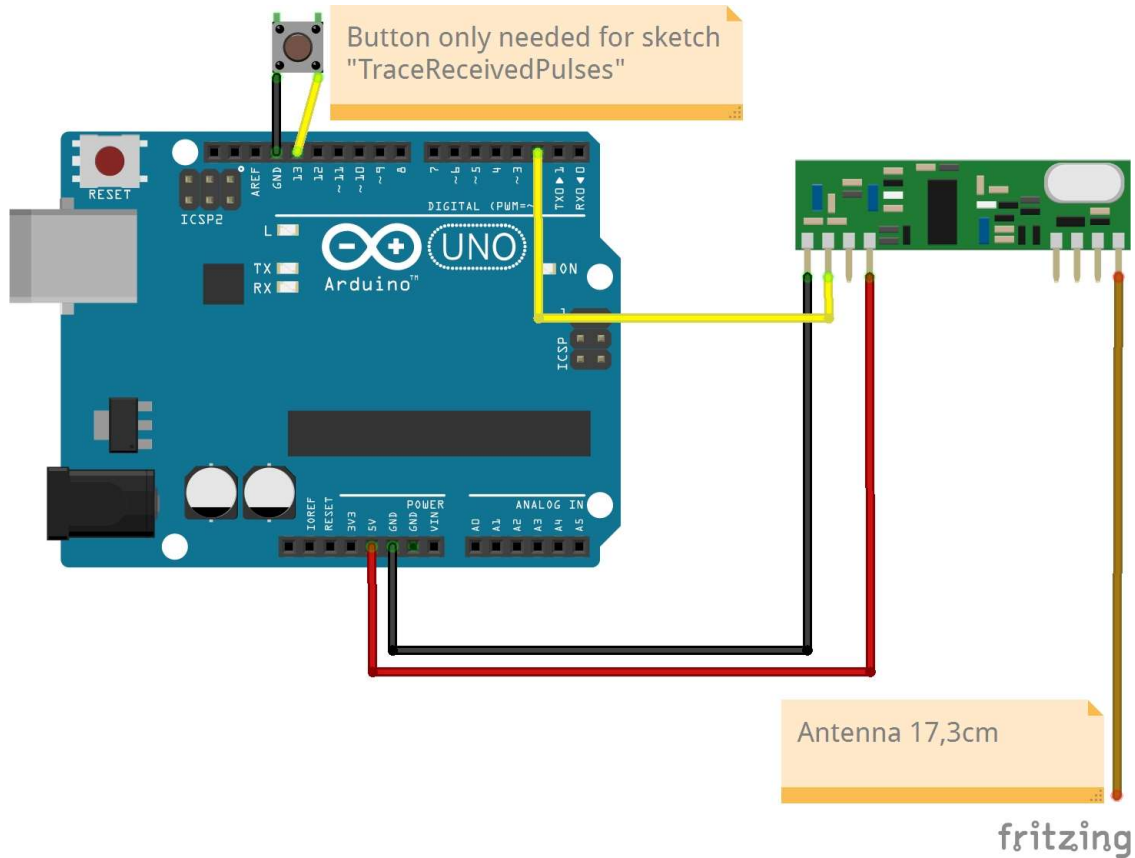 Button only needed for sketch
"TraceReceivedPulses"
RESET
ICSP2
AREF
GND
13
12
~11
~10
~9
8
7
~6
~5
4
~3
TX0 ▶ 1
RX0 ◀ 0
DIGITAL (PWM=~
L
TX
RX
Arduino™
UNO
ON
1
ICSP
IOREF
RESET
3V3
5V
GND
GND
VIN
POWER
ANALOG IN
A0
A1
A2
A3
A4
A5
Antenna 17,3cm
fritzing